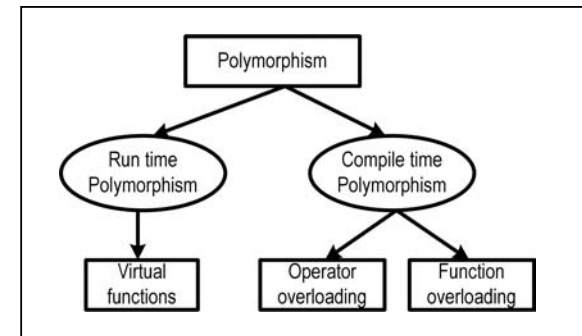 Polymorphism
Run time
Polymorphism
Compile time
Polymorphism
Virtual
functions
Operator
overloading
Function
overloading